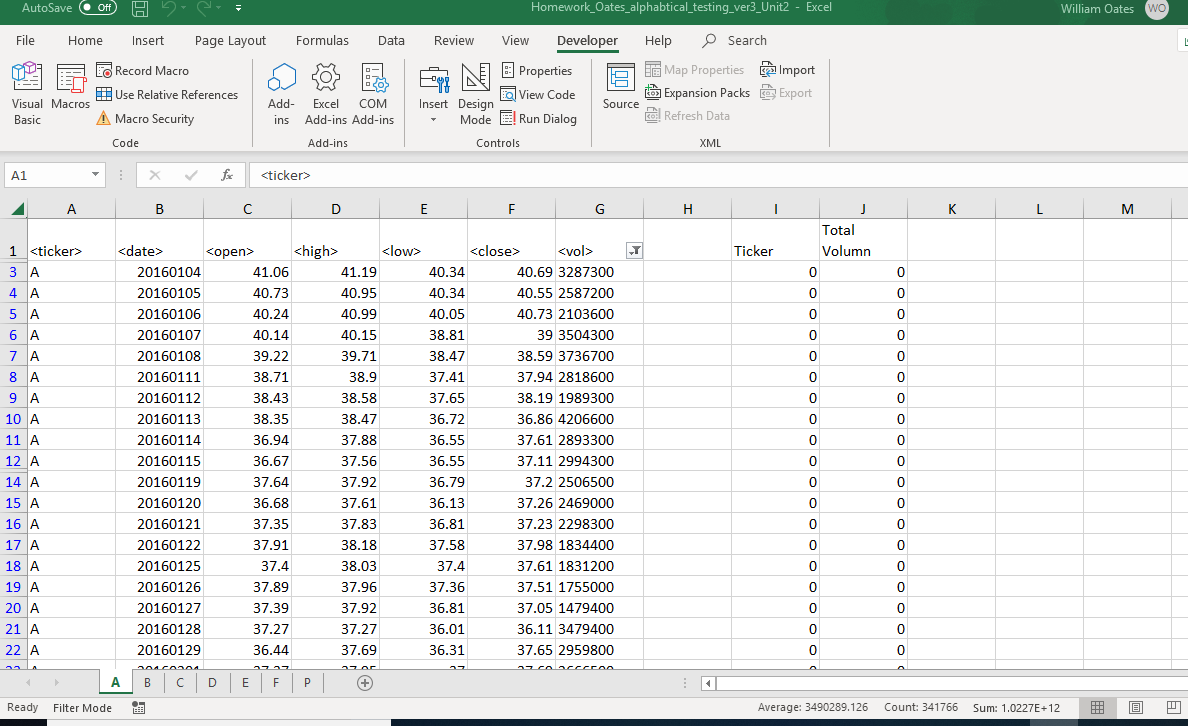 AutoSave Off Homework_Oates_alphabtical_testing_ver3_Unit2 - Excel William Oates WO
File Home Insert Page Layout Formulas Data Review View Developer Help Search
Visual Basic Macros Record Macro Use Relative References Macro Security Code
Add-ins Excel Add-ins COM Add-ins Add-ins
Insert Design Mode Properties View Code Run Dialog Controls
Source Map Properties Expansion Packs Refresh Data Import Export XML
A1 fx <ticker>
A B C D E F G H I J K L M
1 <ticker> <date> <open> <high> <low> <close> <vol> Ticker Total Volumn
3 A 20160104 41.06 41.19 40.34 40.69 3287300 0 0
4 A 20160105 40.73 40.95 40.34 40.55 2587200 0 0
5 A 20160106 40.24 40.99 40.05 40.73 2103600 0 0
6 A 20160107 40.14 40.15 38.81 39 3504300 0 0
7 A 20160108 39.22 39.71 38.47 38.59 3736700 0 0
8 A 20160111 38.71 38.9 37.41 37.94 2818600 0 0
9 A 20160112 38.43 38.58 37.65 38.19 1989300 0 0
10 A 20160113 38.35 38.47 36.72 36.86 4206600 0 0
11 A 20160114 36.94 37.88 36.55 37.61 2893300 0 0
12 A 20160115 36.67 37.56 36.55 37.11 2994300 0 0
14 A 20160119 37.64 37.92 36.79 37.2 2506500 0 0
15 A 20160120 36.68 37.61 36.13 37.26 2469000 0 0
16 A 20160121 37.35 37.83 36.81 37.23 2298300 0 0
17 A 20160122 37.91 38.18 37.58 37.98 1834400 0 0
18 A 20160125 37.4 38.03 37.4 37.61 1831200 0 0
19 A 20160126 37.89 37.96 37.36 37.51 1755000 0 0
20 A 20160127 37.39 37.92 36.81 37.05 1479400 0 0
21 A 20160128 37.27 37.27 36.01 36.11 3479400 0 0
22 A 20160129 36.44 37.69 36.31 37.65 2959800 0 0
A B C D E F P
Ready Filter Mode Average: 3490289.126 Count: 341766 Sum: 1.0227E+12